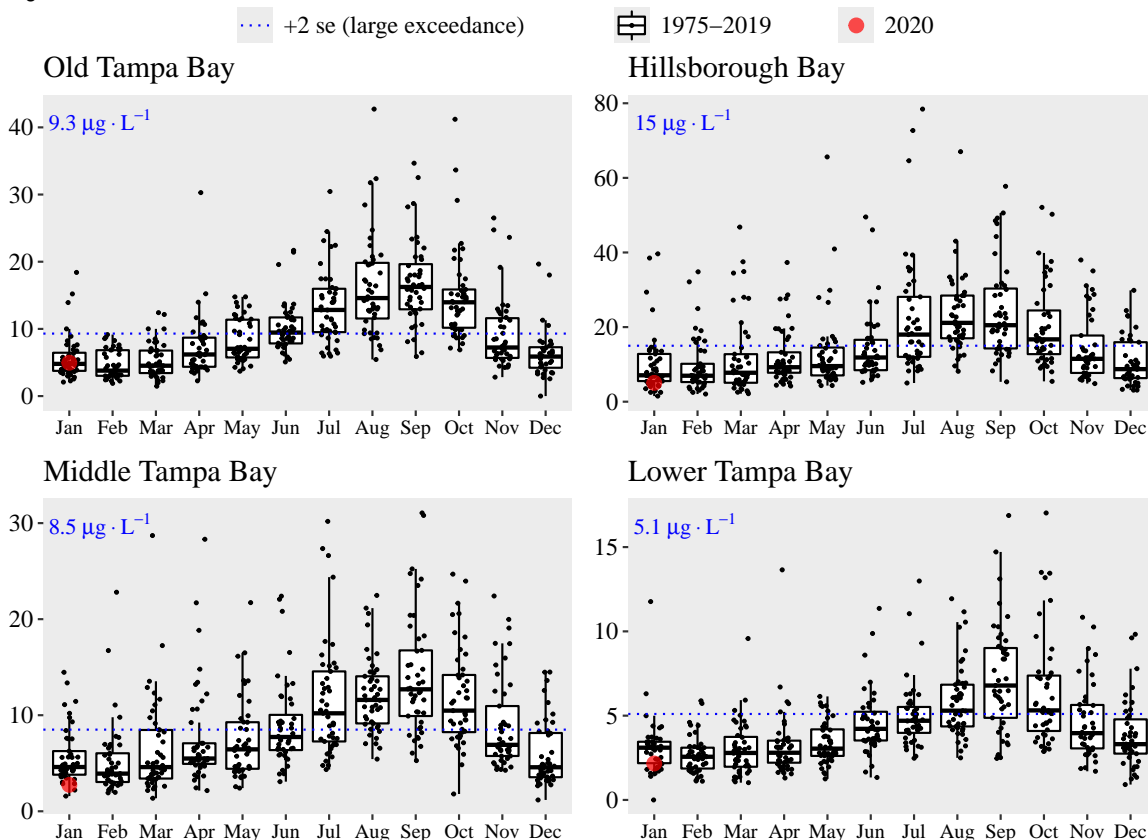 +2 se (large exceedance) 1975–2019 2020
Old Tampa Bay Hillsborough Bay
9.3 μg · L⁻¹ 15 μg · L⁻¹
40 30 20 10 0
80 60 40 20 0
Jan Feb Mar Apr May Jun Jul Aug Sep Oct Nov Dec
Jan Feb Mar Apr May Jun Jul Aug Sep Oct Nov Dec
Middle Tampa Bay Lower Tampa Bay
8.5 μg · L⁻¹ 5.1 μg · L⁻¹
30 20 10 0
15 10 5 0
Jan Feb Mar Apr May Jun Jul Aug Sep Oct Nov Dec
Jan Feb Mar Apr May Jun Jul Aug Sep Oct Nov Dec